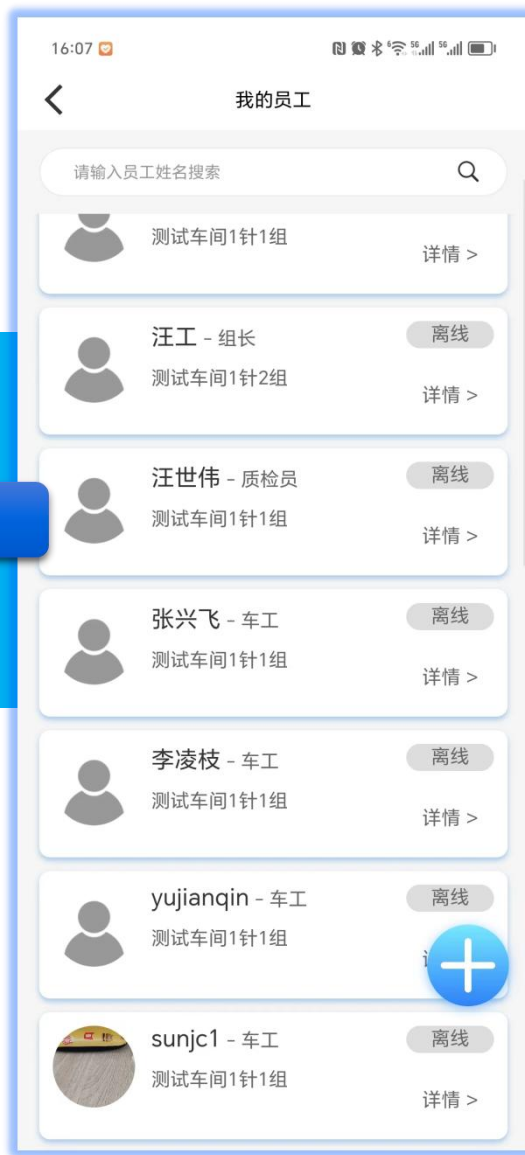 16:07
我的员工
请输入员工姓名搜索
测试车间1针1组
详情 >
汪工 - 组长
离线
测试车间1针2组
详情 >
汪世伟 - 质检员
离线
测试车间1针1组
详情 >
张兴飞 - 车工
离线
测试车间1针1组
详情 >
李凌枝 - 车工
离线
测试车间1针1组
详情 >
yujianqin - 车工
离线
测试车间1针1组
sunjc1 - 车工
离线
测试车间1针1组
详情 >